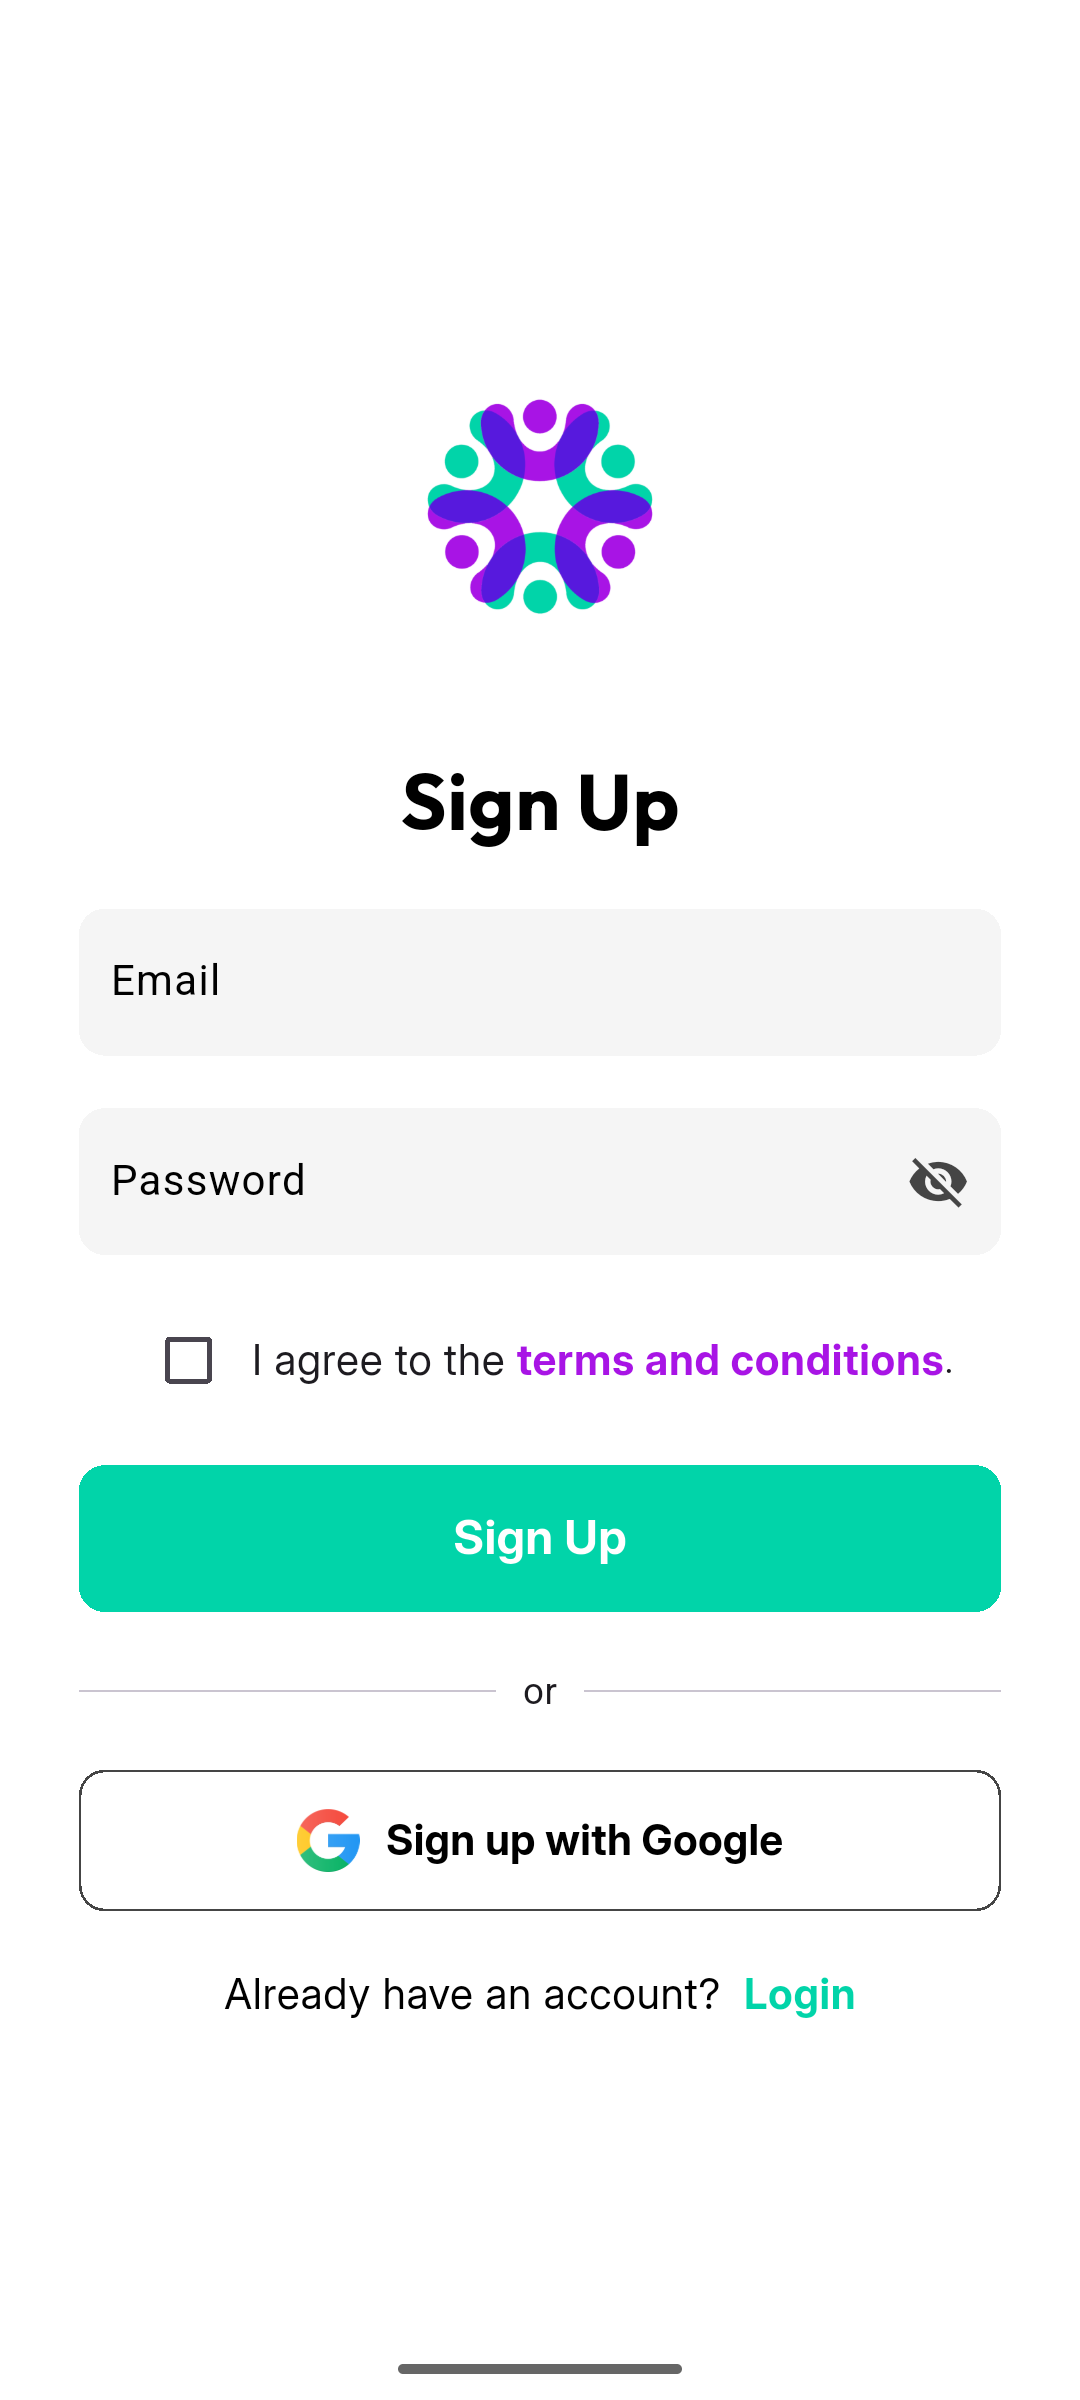 Sign Up
Email
Password
I agree to the terms and conditions.
Sign Up
or
Sign up with Google
Already have an account? Login